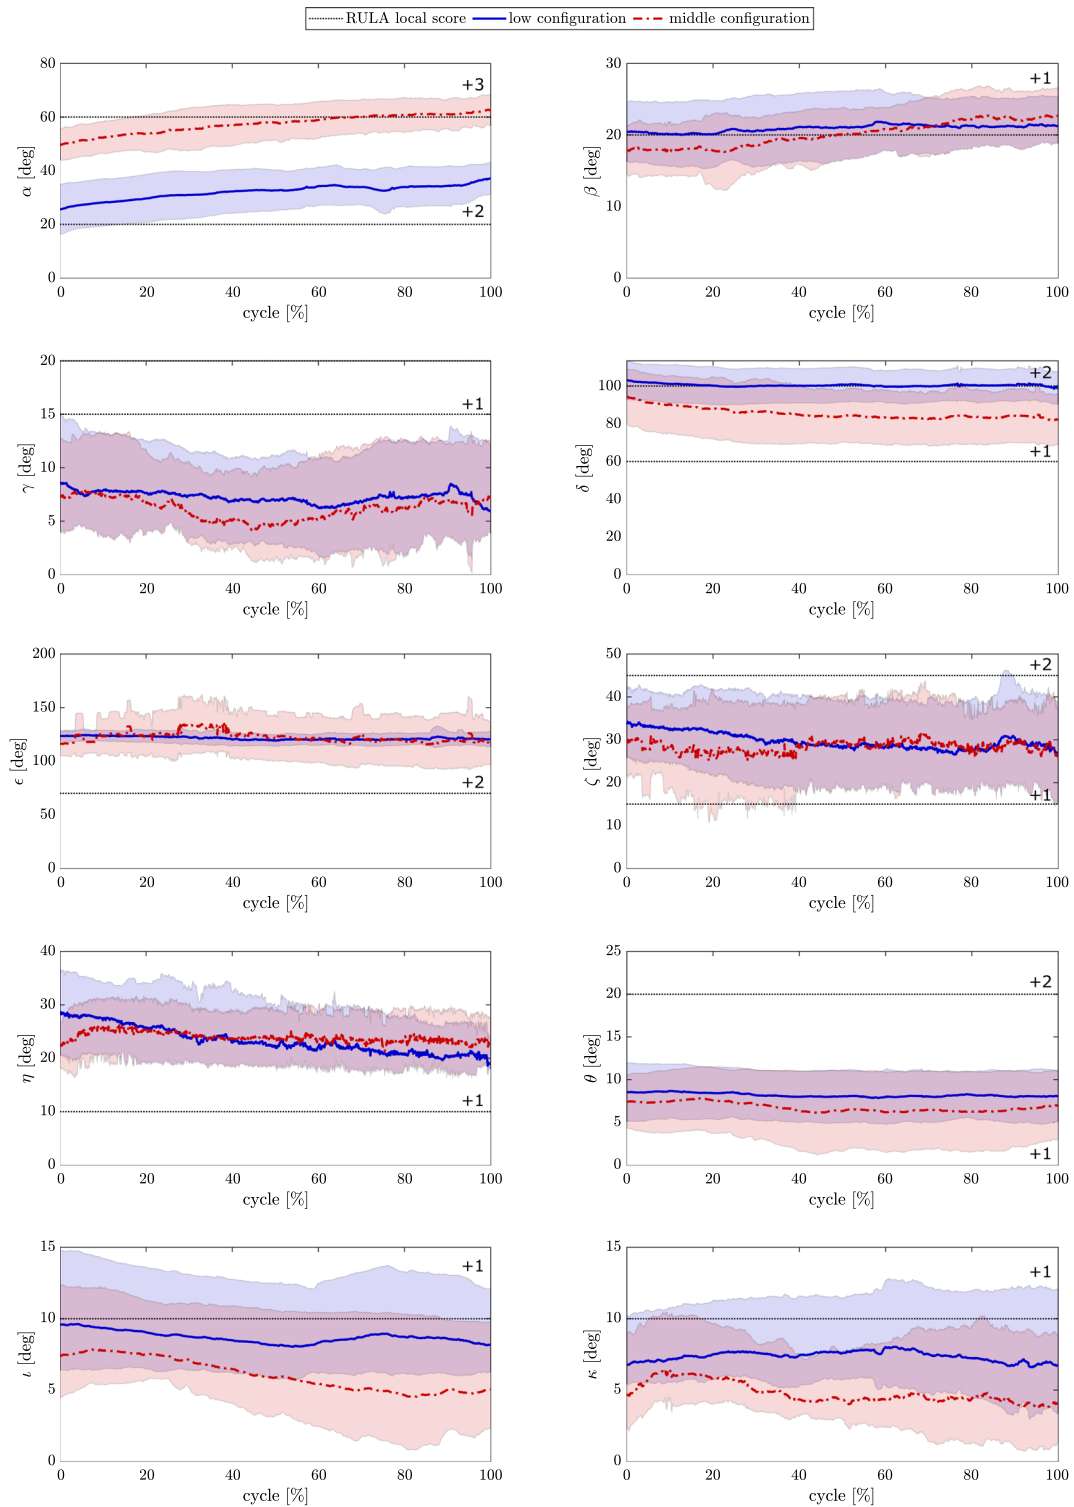 RULA local score low configuration middle configuration
80
60
40
20
0
α [deg]
+3
+2
0 20 40 60 80 100
cycle [%]
30
20
10
0
β [deg]
+1
0 20 40 60 80 100
cycle [%]
20
15
10
5
0
γ [deg]
+1
0 20 40 60 80 100
cycle [%]
100
80
60
40
20
0
δ [deg]
+2
+1
0 20 40 60 80 100
cycle [%]
200
150
100
50
0
ϵ [deg]
+2
0 20 40 60 80 100
cycle [%]
50
40
30
20
10
0
ζ [deg]
+2
+1
0 20 40 60 80 100
cycle [%]
40
30
20
10
0
η [deg]
+1
0 20 40 60 80 100
cycle [%]
25
20
15
10
5
0
θ [deg]
+2
+1
0 20 40 60 80 100
cycle [%]
15
10
5
0
ι [deg]
+1
0 20 40 60 80 100
cycle [%]
15
10
5
0
κ [deg]
+1
0 20 40 60 80 100
cycle [%]